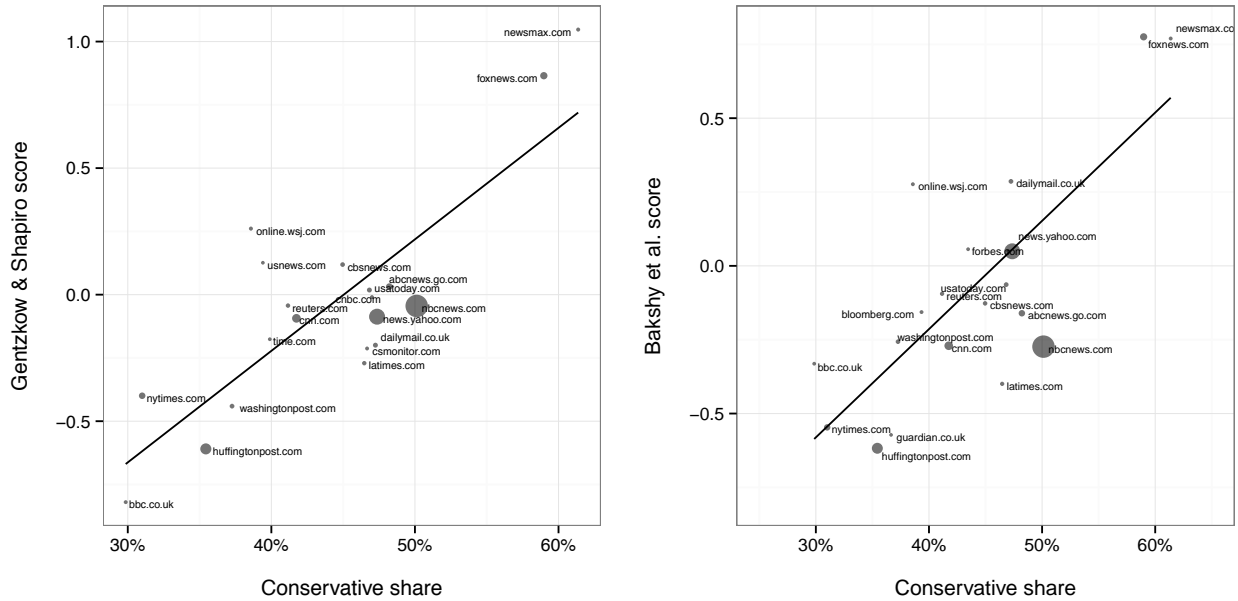 Gentzkow & Shapiro score
1.0
0.5
0.0
−0.5
newsmax.com
foxnews.com
online.wsj.com
usnews.com
cbsnews.com
abcnews.go.com
usatoday.com
cnbc.com
reuters.com
nbcnews.com
cnn.com
news.yahoo.com
time.com
dailymail.co.uk
csmonitor.com
latimes.com
nytimes.com
washingtonpost.com
huffingtonpost.com
bbc.co.uk
30%
40%
50%
60%
Conservative share
Bakshy et al. score
0.5
0.0
−0.5
newsmax.co
foxnews.com
online.wsj.com
dailymail.co.uk
news.yahoo.com
forbes.com
usatoday.com
reuters.com
cbsnews.com
bloomberg.com
abcnews.go.com
washingtonpost.com
cnn.com
nbcnews.com
bbc.co.uk
latimes.com
nytimes.com
guardian.co.uk
huffingtonpost.com
30%
40%
50%
60%
Conservative share